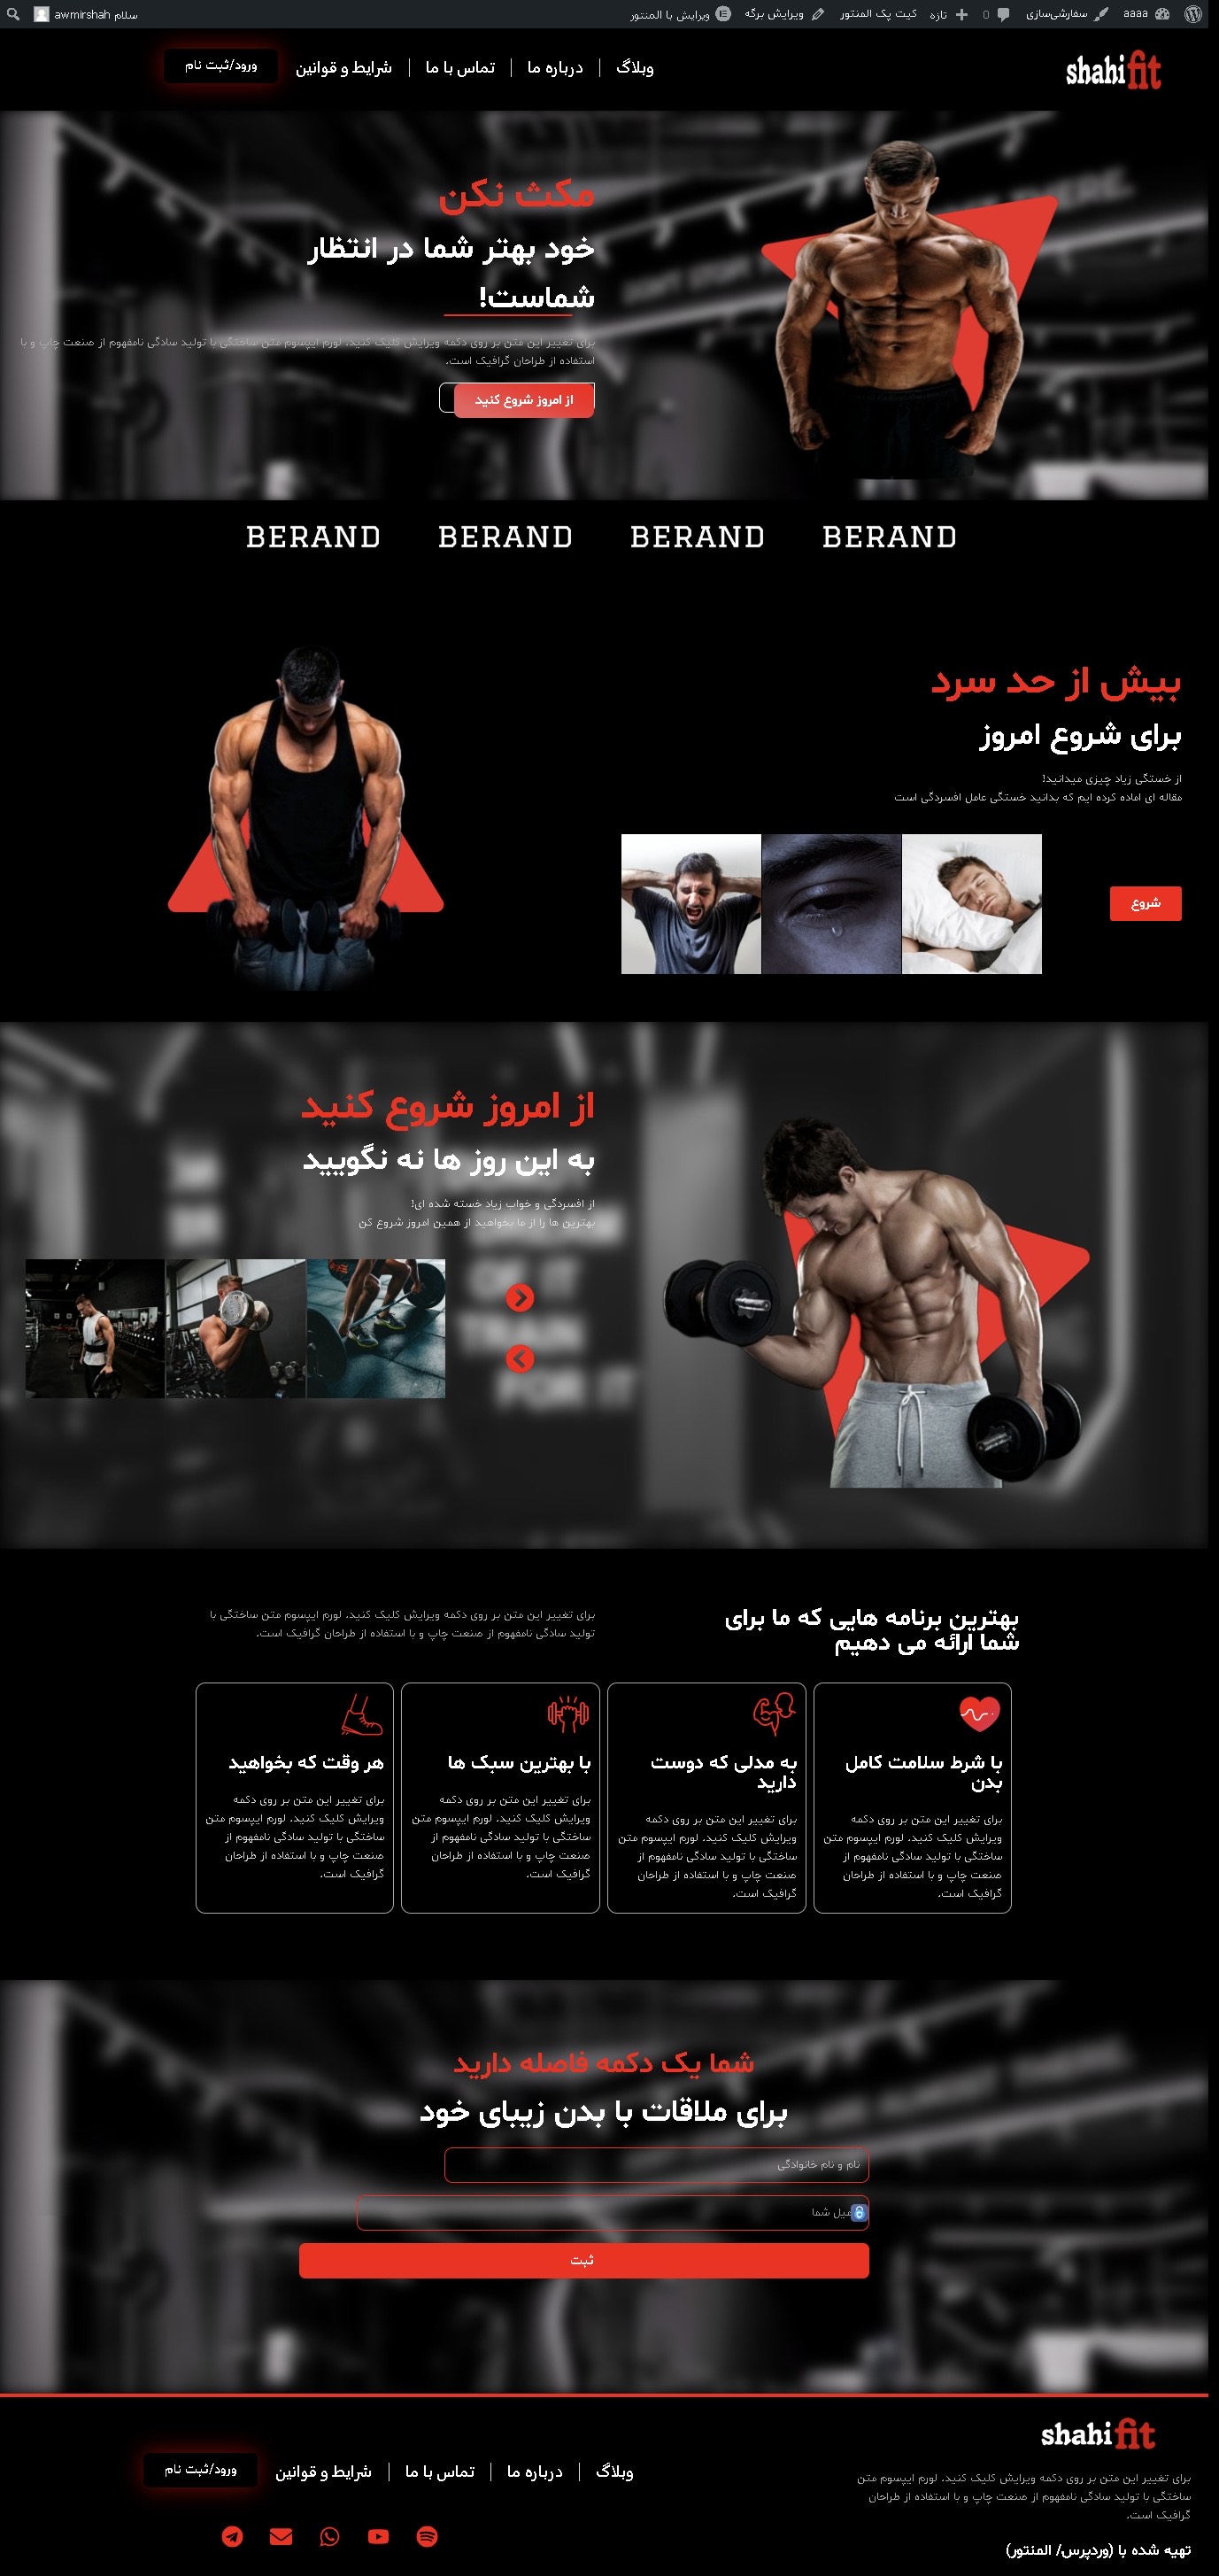 aaaa
سفارشی‌سازی
0
تازه
کیت پک المنتور
ویرایش برگه
ویرایش با المنتور
سلام awmirshah
shahifit
وبلاگ
درباره ما
تماس با ما
شرایط و قوانین
ورود/ثبت نام
مکث نکن
خود بهتر شما در انتظار
شماست!
برای تغییر این متن بر روی دکمه ویرایش کلیک کنید. لورم ایپسوم متن ساختگی با تولید سادگی نامفهوم از صنعت چاپ و با
استفاده از طراحان گرافیک است.
از امروز شروع کنید
BERAND BERAND BERAND BERAND
بیش از حد سرد
برای شروع امروز
از خستگی زیاد چیزی میدانید!
مقاله ای اماده کرده ایم که بدانید خستگی عامل افسردگی است
شروع
از امروز شروع کنید
به این روز ها نه نگویید
از افسردگی و خواب زیاد خسته شده ای!
بهترین ها را از ما بخواهید از همین امروز شروع کن
FOR IT
بهترین برنامه هایی که ما برای
شما ارائه می دهیم
برای تغییر این متن بر روی دکمه ویرایش کلیک کنید. لورم ایپسوم متن ساختگی با
تولید سادگی نامفهوم از صنعت چاپ و با استفاده از طراحان گرافیک است.
با شرط سلامت کامل
بدن
برای تغییر این متن بر روی دکمه
ویرایش کلیک کنید. لورم ایپسوم متن
ساختگی با تولید سادگی نامفهوم از
صنعت چاپ و با استفاده از طراحان
گرافیک است.
به مدلی که دوست
دارید
برای تغییر این متن بر روی دکمه
ویرایش کلیک کنید. لورم ایپسوم متن
ساختگی با تولید سادگی نامفهوم از
صنعت چاپ و با استفاده از طراحان
گرافیک است.
با بهترین سبک ها
برای تغییر این متن بر روی دکمه
ویرایش کلیک کنید. لورم ایپسوم متن
ساختگی با تولید سادگی نامفهوم از
صنعت چاپ و با استفاده از طراحان
گرافیک است.
هر وقت که بخواهید
برای تغییر این متن بر روی دکمه
ویرایش کلیک کنید. لورم ایپسوم متن
ساختگی با تولید سادگی نامفهوم از
صنعت چاپ و با استفاده از طراحان
گرافیک است.
شما یک دکمه فاصله دارید
برای ملاقات با بدن زیبای خود
نام و نام خانوادگی
شما
ثبت
shahifit
برای تغییر این متن بر روی دکمه ویرایش کلیک کنید. لورم ایپسوم متن
ساختگی با تولید سادگی نامفهوم از صنعت چاپ و با استفاده از طراحان
گرافیک است.
تهیه شده با (وردپرس/ المنتور)
وبلاگ
درباره ما
تماس با ما
شرایط و قوانین
ورود/ثبت نام